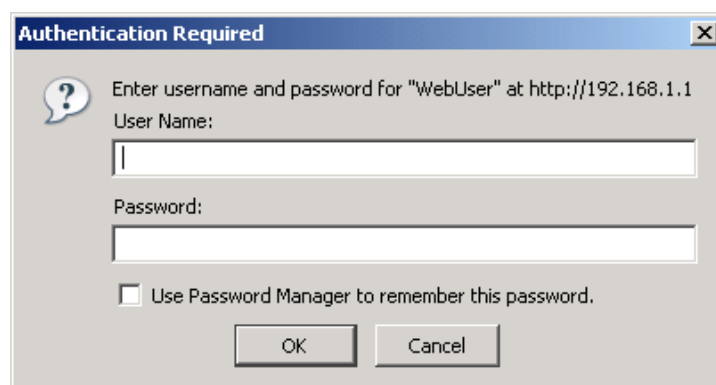 Authentication Required
Enter username and password for "WebUser" at http://192.168.1.1
User Name:
Password:
Use Password Manager to remember this password.
OK
Cancel